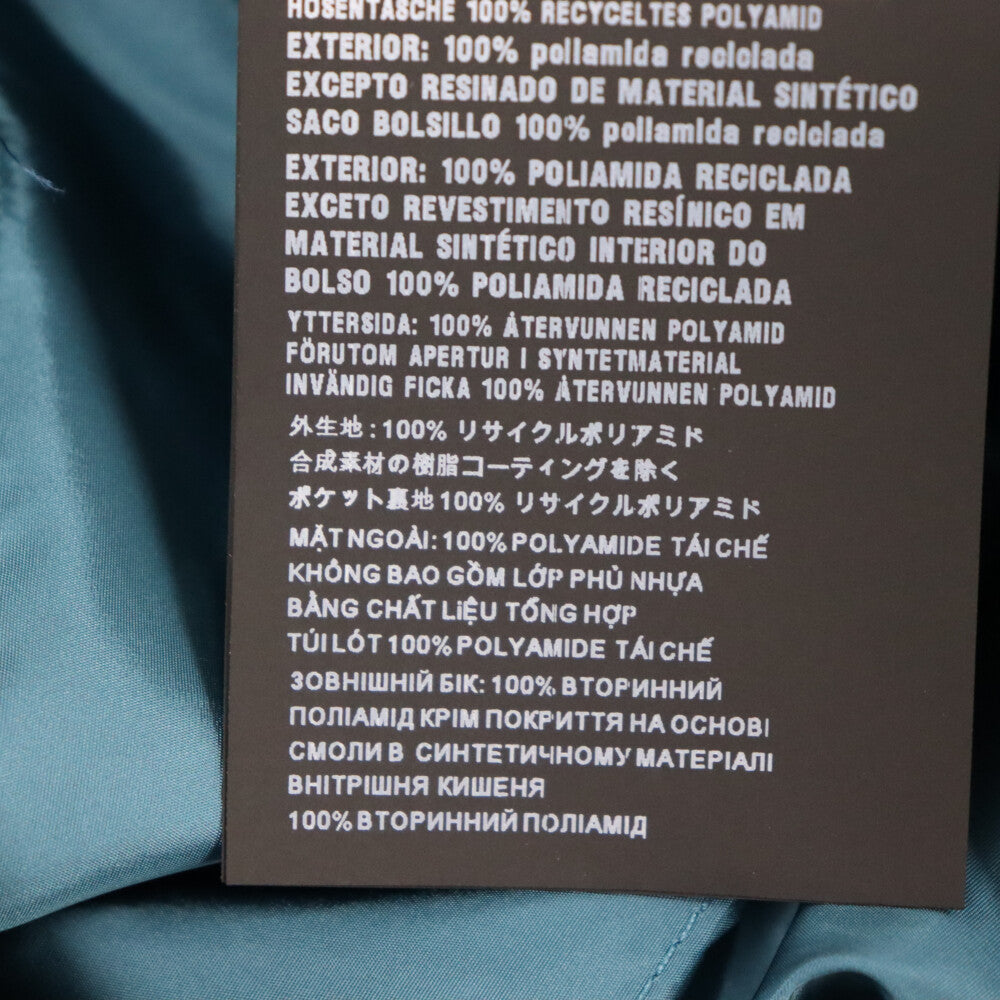 HOSENTASCHE 100% RECYCELTES POLYAMID
EXTERIOR: 100% poliamida reciclada
EXCEPTO RESINADO DE MATERIAL SINTÉTICO
SACO BOLSILLO 100% poliamida reciclada
EXTERIOR: 100% POLIAMIDA RECICLADA
EXCETO REVESTIMENTO RESÍNICO EM
MATERIAL SINTÉTICO INTERIOR DO
BOLSO 100% POLIAMIDA RECICLADA
YTTERSIDA: 100% ÅTERVUNNEN POLYAMID
FÖRUTOM APERTUR I SYNTETMATERIAL
INVÄNDIG FICKA 100% ÅTERVUNNEN POLYAMID
外生地:100% リサイクルポリアミド
合成素材の樹脂コーティングを除く
ポケット裏地100% リサイクルポリアミド
MẶT NGOÀI: 100% POLYAMIDE TÁI CHẾ
KHÔNG BAO GỒM LỚP PHỦ NHỰA
BẰNG CHẤT LIỆU TỔNG HỢP
TÚI LÓT 100% POLYAMIDE TÁI CHẾ
ЗОВНІШНІЙ БІК: 100% ВТОРИННИЙ
ПОЛІАМІД КРІМ ПОКРИТТЯ НА ОСНОВІ
СМОЛИ В СИНТЕТИЧНОМУ МАТЕРІАЛІ
ВНІТРІШНЯ КИШЕНЯ
100% ВТОРИННИЙ ПОЛІАМІД